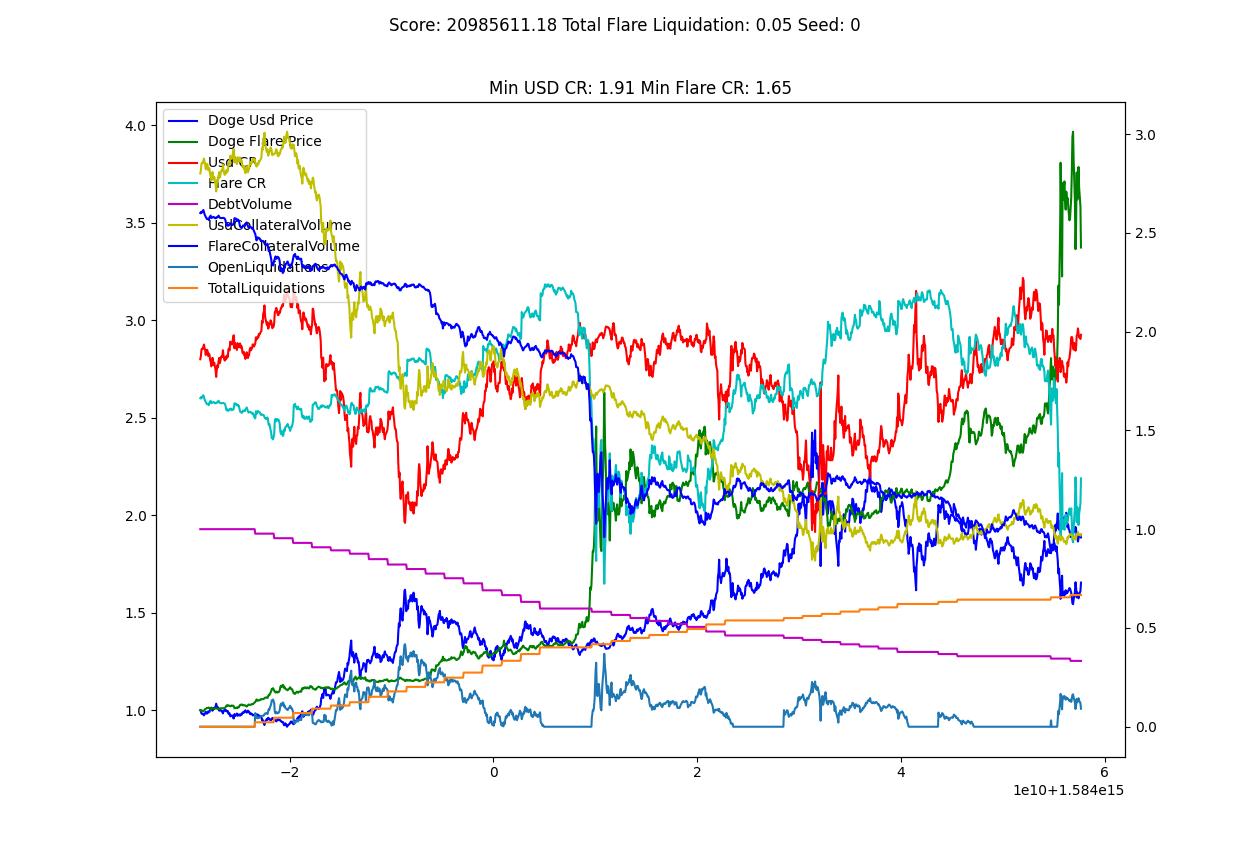 Score: 20985611.18 Total Flare Liquidation: 0.05 Seed: 0
Min USD CR: 1.91 Min Flare CR: 1.65
Doge Usd Price
Doge Flare Price
Usd CR
Flare CR
DebtVolume
UsdCollateralVolume
FlareCollateralVolume
OpenLiquidations
TotalLiquidations
4.0
3.5
3.0
2.5
2.0
1.5
1.0
3.0
2.5
2.0
1.5
1.0
0.5
0.0
−2 0 2 4 6
1e10+1.584e15